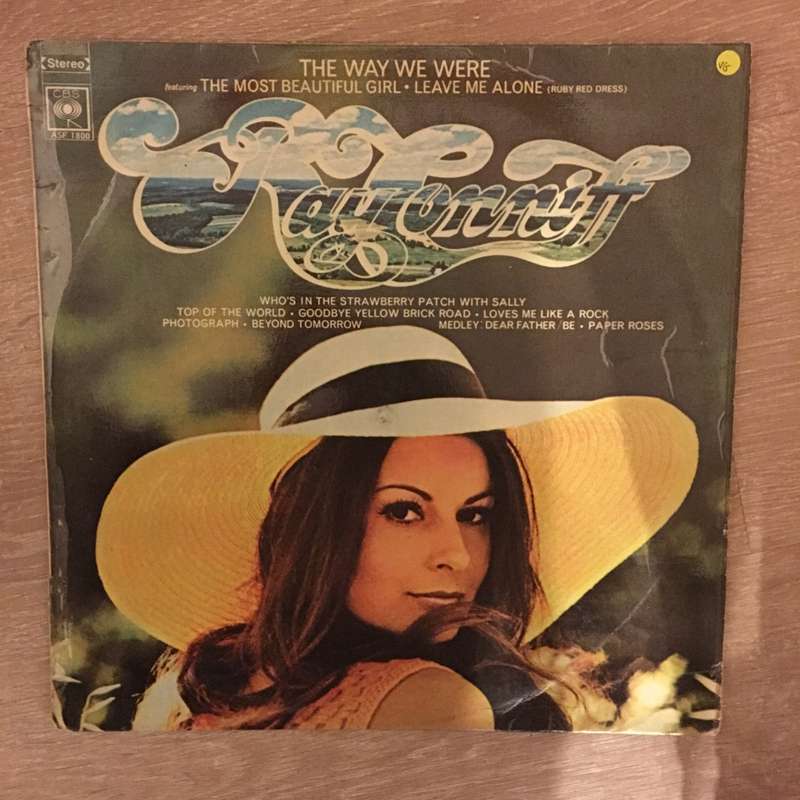 Stereo
CBS
ASF 1800
THE WAY WE WERE
featuring THE MOST BEAUTIFUL GIRL • LEAVE ME ALONE (RUBY RED DRESS)
VG
Ray Conniff
WHO'S IN THE STRAWBERRY PATCH WITH SALLY
TOP OF THE WORLD • GOODBYE YELLOW BRICK ROAD • LOVES ME LIKE A ROCK
PHOTOGRAPH • BEYOND TOMORROW MEDLEY: DEAR FATHER/BE • PAPER ROSES